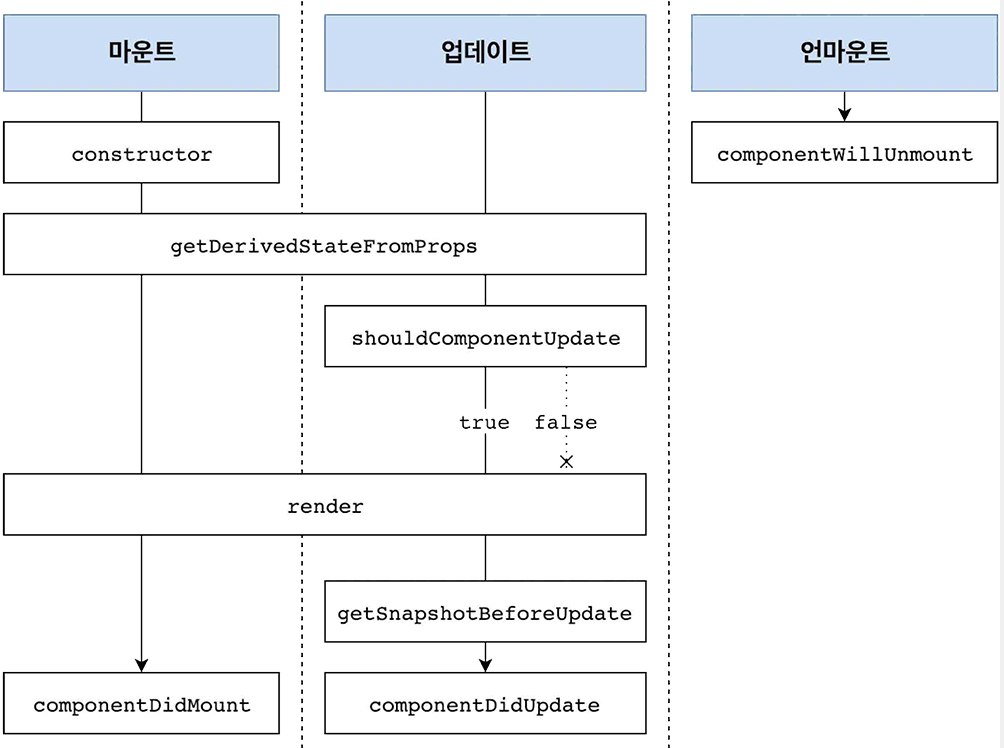 마운트
업데이트
언마운트
constructor
componentWillUnmount
getDerivedStateFromProps
shouldComponentUpdate
true false
render
getSnapshotBeforeUpdate
componentDidMount
componentDidUpdate